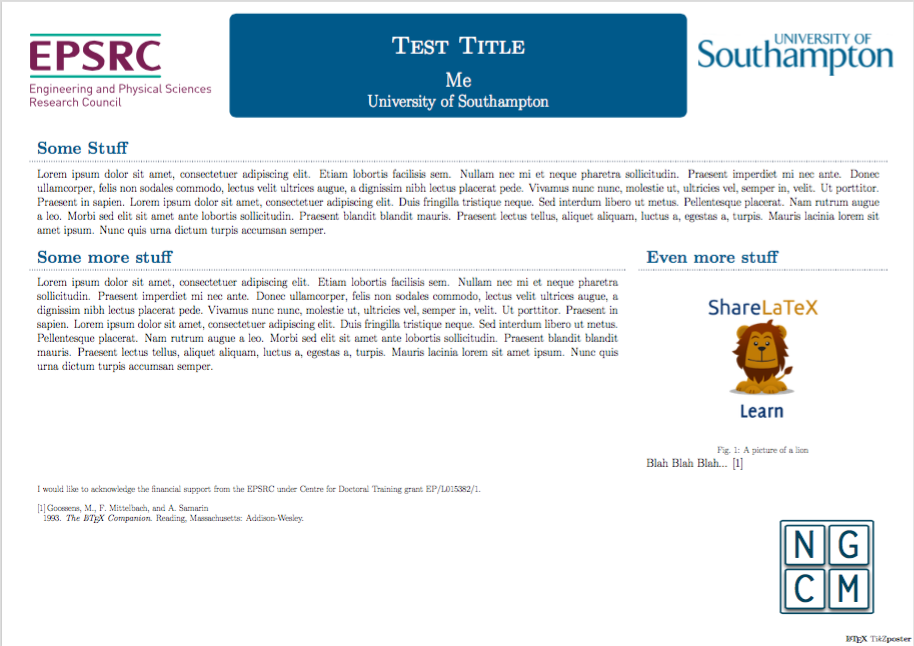 EPSRC
Engineering and Physical Sciences
Research Council
Test Title
Me
University of Southampton
UNIVERSITY OF
Southampton
Some Stuff
Lorem ipsum dolor sit amet, consectetuer adipiscing elit. Etiam lobortis facilisis sem. Nullam nec mi et neque pharetra sollicitudin. Praesent imperdiet mi nec ante. Donec
ullamcorper, felis non sodales commodo, lectus velit ultrices augue, a dignissim nibh lectus placerat pede. Vivamus nunc nunc, molestie ut, ultricies vel, semper in, velit. Ut porttitor.
Praesent in sapien. Lorem ipsum dolor sit amet, consectetuer adipiscing elit. Duis fringilla tristique neque. Sed interdum libero ut metus. Pellentesque placerat. Nam rutrum augue
a leo. Morbi sed elit sit amet ante lobortis sollicitudin. Praesent blandit blandit mauris. Praesent lectus tellus, aliquet aliquam, luctus a, egestas a, turpis. Mauris lacinia lorem sit
amet ipsum. Nunc quis urna dictum turpis accumsan semper.
Some more stuff
Lorem ipsum dolor sit amet, consectetuer adipiscing elit. Etiam lobortis facilisis sem. Nullam nec mi et neque pharetra
sollicitudin. Praesent imperdiet mi nec ante. Donec ullamcorper, felis non sodales commodo, lectus velit ultrices augue, a
dignissim nibh lectus placerat pede. Vivamus nunc nunc, molestie ut, ultricies vel, semper in, velit. Ut porttitor. Praesent in
sapien. Lorem ipsum dolor sit amet, consectetuer adipiscing elit. Duis fringilla tristique neque. Sed interdum libero ut metus.
Pellentesque placerat. Nam rutrum augue a leo. Morbi sed elit sit amet ante lobortis sollicitudin. Praesent blandit blandit
mauris. Praesent lectus tellus, aliquet aliquam, luctus a, egestas a, turpis. Mauris lacinia lorem sit amet ipsum. Nunc quis
urna dictum turpis accumsan semper.
Even more stuff
ShareLaTeX
Learn
Fig. 1: A picture of a lion
Blah Blah Blah... [1]
I would like to acknowledge the financial support from the EPSRC under Centre for Doctoral Training grant EP/L015382/1.
[1] Goossens, M., F. Mittelbach, and A. Samarin
1993. The LaTeX Companion. Reading, Massachusetts: Addison-Wesley.
N G
C M
LaTeX TikZposter